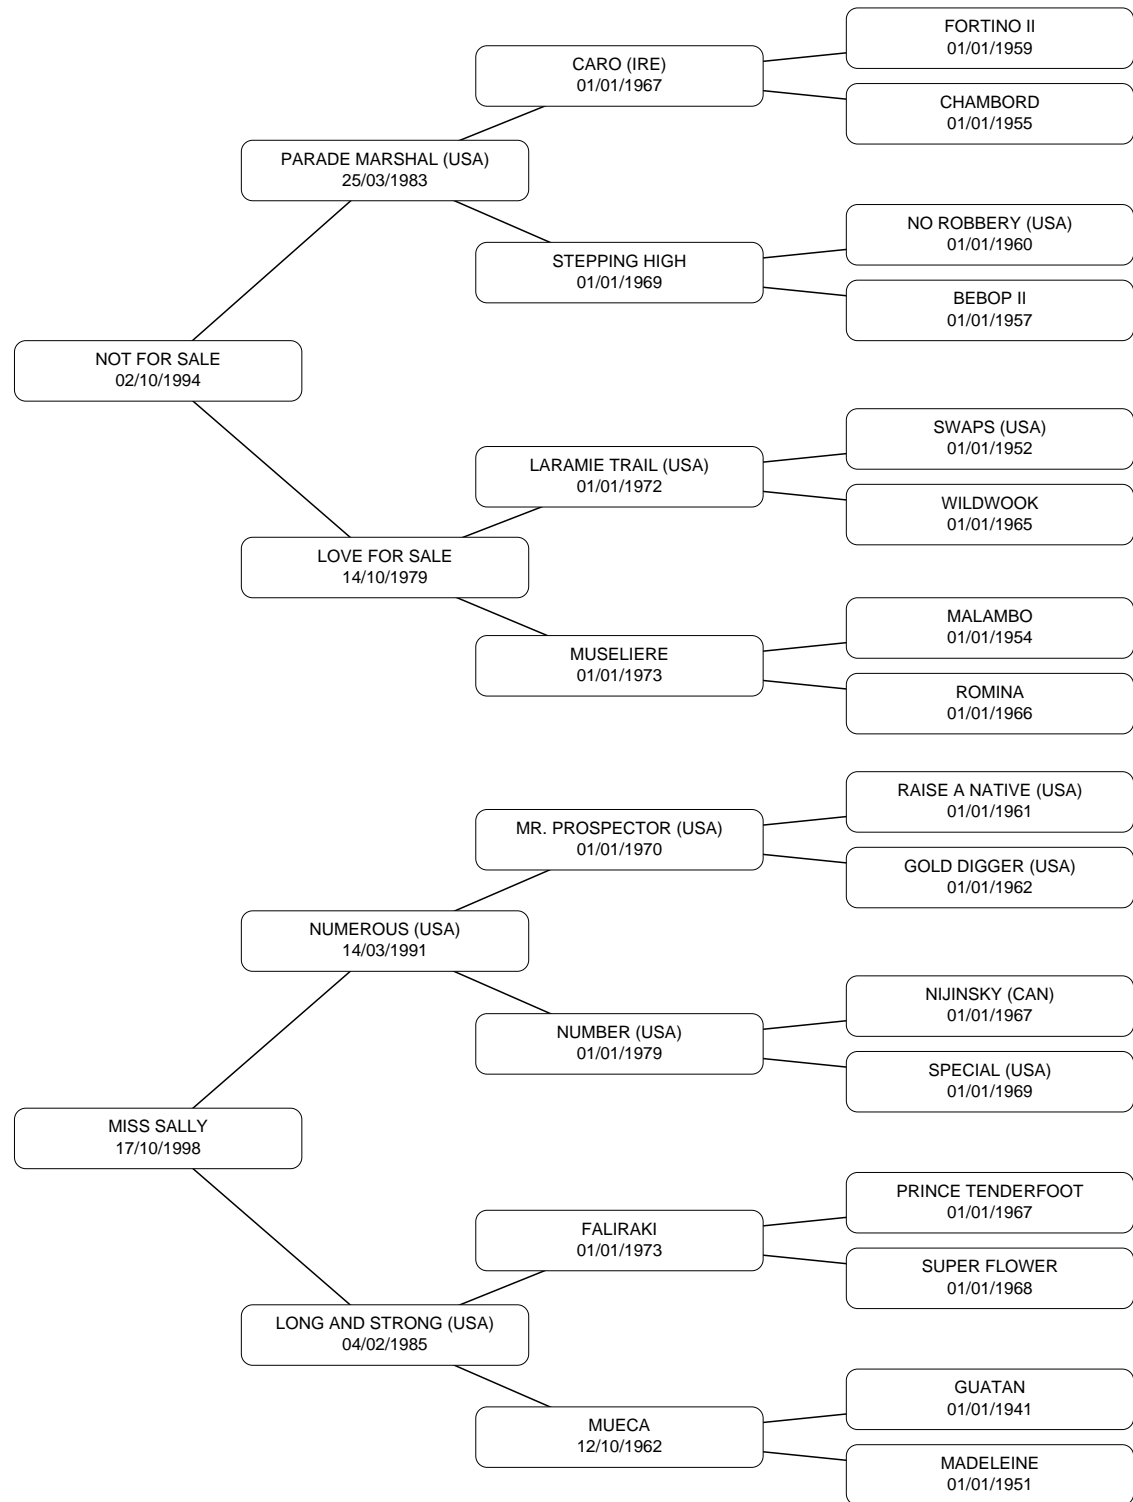 FORTINO II
01/01/1959
CARO (IRE)
01/01/1967
CHAMBORD
01/01/1955
PARADE MARSHAL (USA)
25/03/1983
NO ROBBERY (USA)
01/01/1960
STEPPING HIGH
01/01/1969
BEBOP II
01/01/1957
NOT FOR SALE
02/10/1994
SWAPS (USA)
01/01/1952
LARAMIE TRAIL (USA)
01/01/1972
WILDWOOK
01/01/1965
LOVE FOR SALE
14/10/1979
MALAMBO
01/01/1954
MUSELIERE
01/01/1973
ROMINA
01/01/1966
RAISE A NATIVE (USA)
01/01/1961
MR. PROSPECTOR (USA)
01/01/1970
GOLD DIGGER (USA)
01/01/1962
NUMEROUS (USA)
14/03/1991
NIJINSKY (CAN)
01/01/1967
NUMBER (USA)
01/01/1979
SPECIAL (USA)
01/01/1969
MISS SALLY
17/10/1998
PRINCE TENDERFOOT
01/01/1967
FALIRAKI
01/01/1973
SUPER FLOWER
01/01/1968
LONG AND STRONG (USA)
04/02/1985
GUATAN
01/01/1941
MUECA
12/10/1962
MADELEINE
01/01/1951